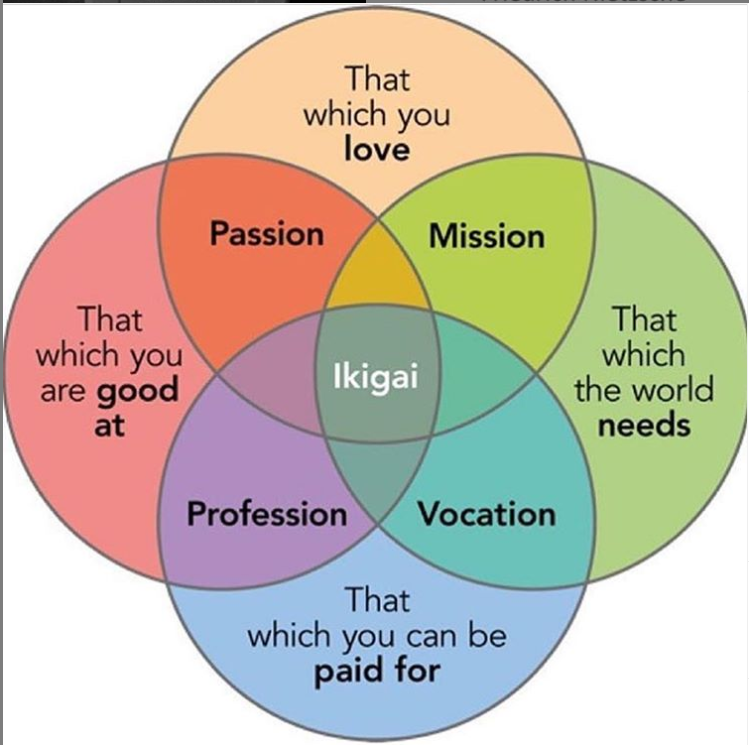 That
which you
love
Passion
Mission
That
which you
are good
at
Ikigai
That
which
the world
needs
Profession
Vocation
That
which you can be
paid for